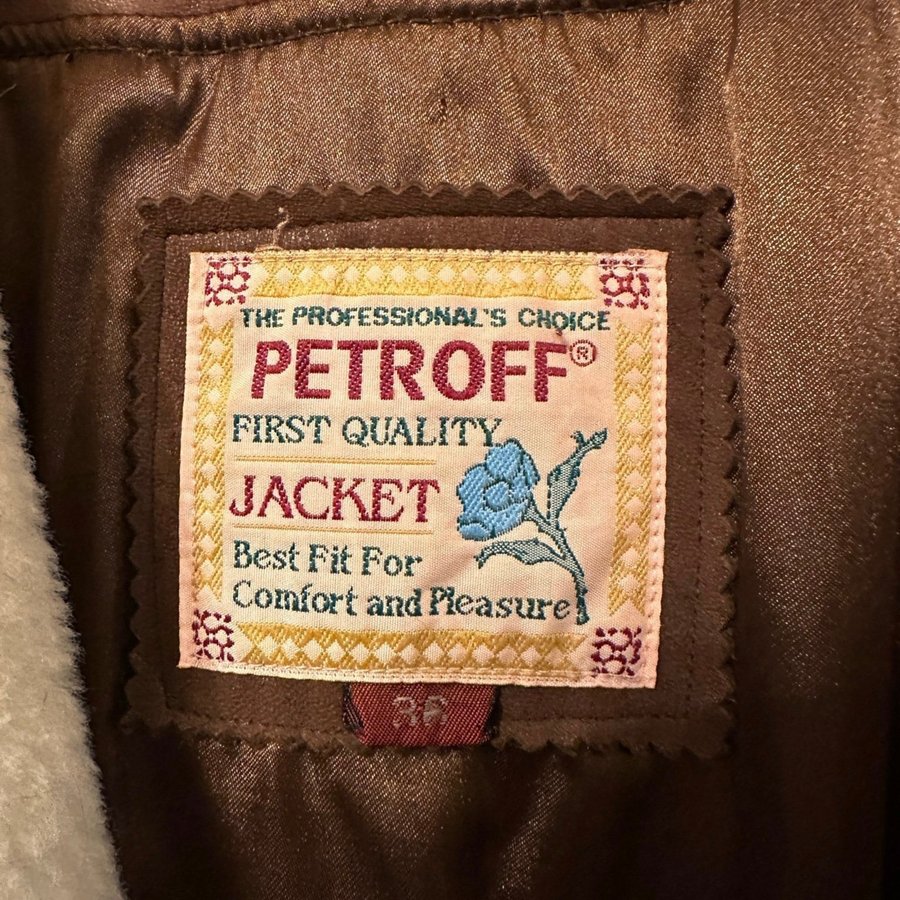 THE PROFESSIONAL'S CHOICE
PETROFF®
FIRST QUALITY
JACKET
Best Fit For
Comfort and Pleasure